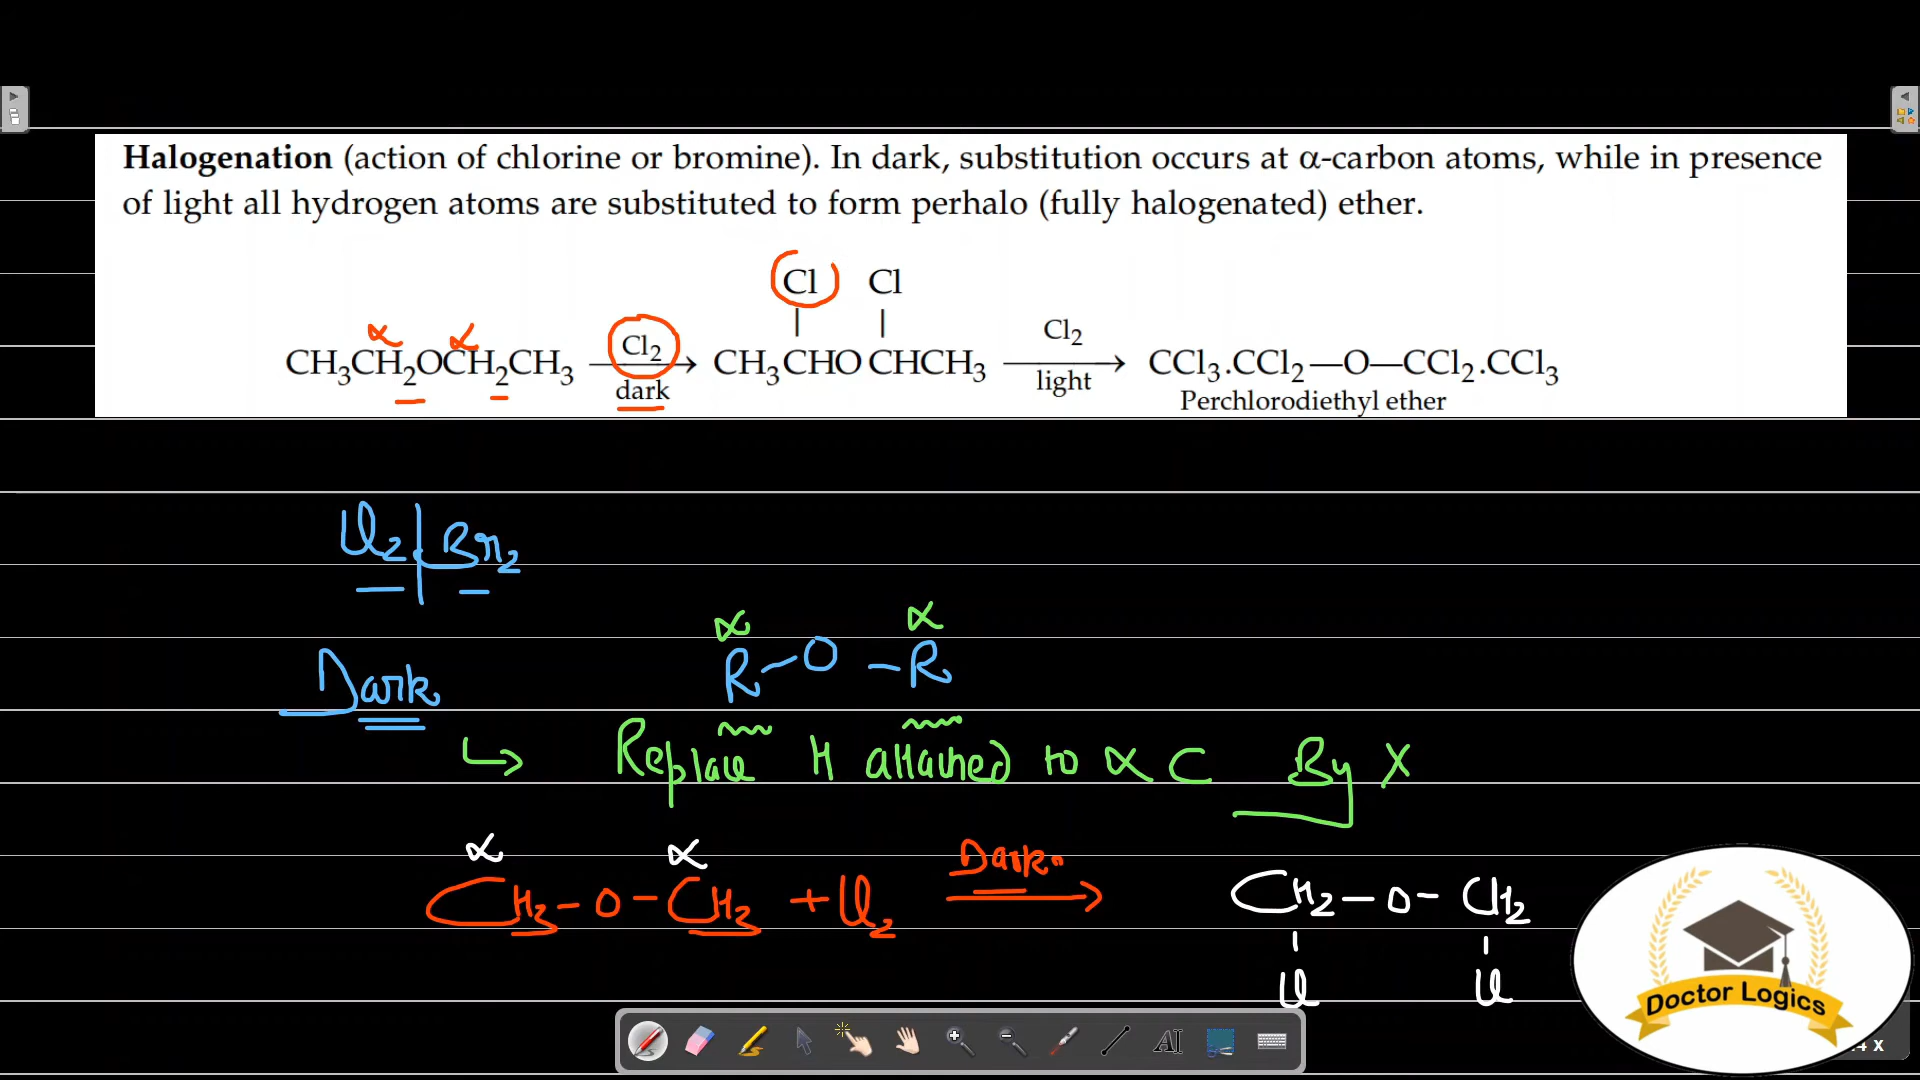 Halogenation (action of chlorine or bromine). In dark, substitution occurs at α-carbon atoms, while in presence
of light all hydrogen atoms are substituted to form perhalo (fully halogenated) ether.
Cl Cl
| |
α α
CH₃CH₂OCH₂CH₃ Cl₂ dark → CH₃CHO CHCH₃ Cl₂ light → CCl₃.CCl₂—O—CCl₂.CCl₃
Perchlorodiethyl ether
Cl₂ | Br₂
α α
Dark R - O - R
↳ Replace H attached to α C By X
α α Dark
CH₃ - O - CH₃ + Cl₂ → CH₂ - O - CH₂
| |
Cl Cl
Doctor Logics
AI
4 X